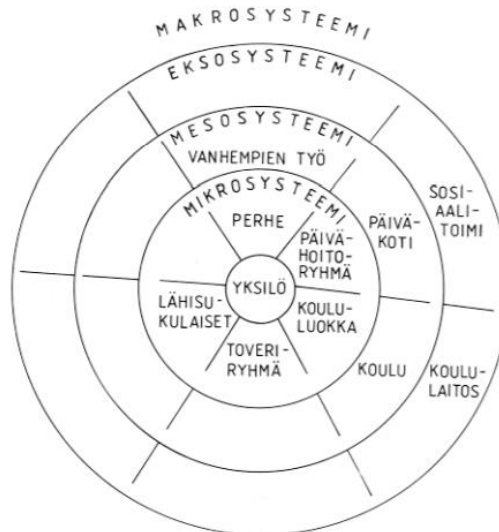 MAKROSYSTEEMI
EKSOSYSTEEMI
MESOSYSTEEMI
VANHEMPIEN TYÖ
MIKROSYSTEEMI
PERHE
PÄIVÄ-
HOITO-
RYHMÄ
PÄIVÄ-
KOTI
SOSI-
AALI-
TOIMI
YKSILÖ
LÄHISU-
KULAISET
KOULU-
LUOKKA
TOVERI-
RYHMÄ
KOULU
KOULU-
LAITOS